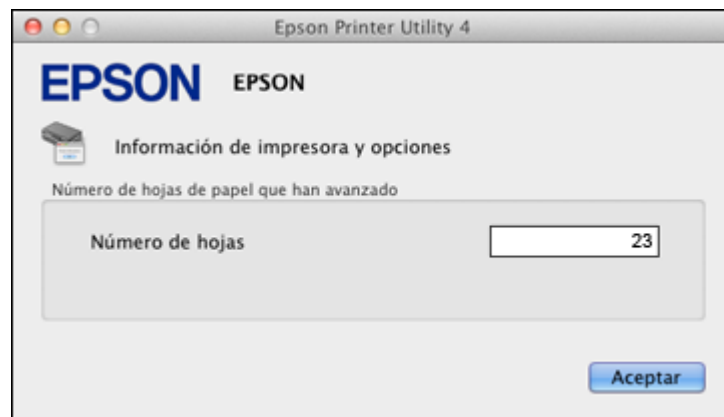 Epson Printer Utility 4
EPSON EPSON
Información de impresora y opciones
Número de hojas de papel que han avanzado
Número de hojas 23
Aceptar